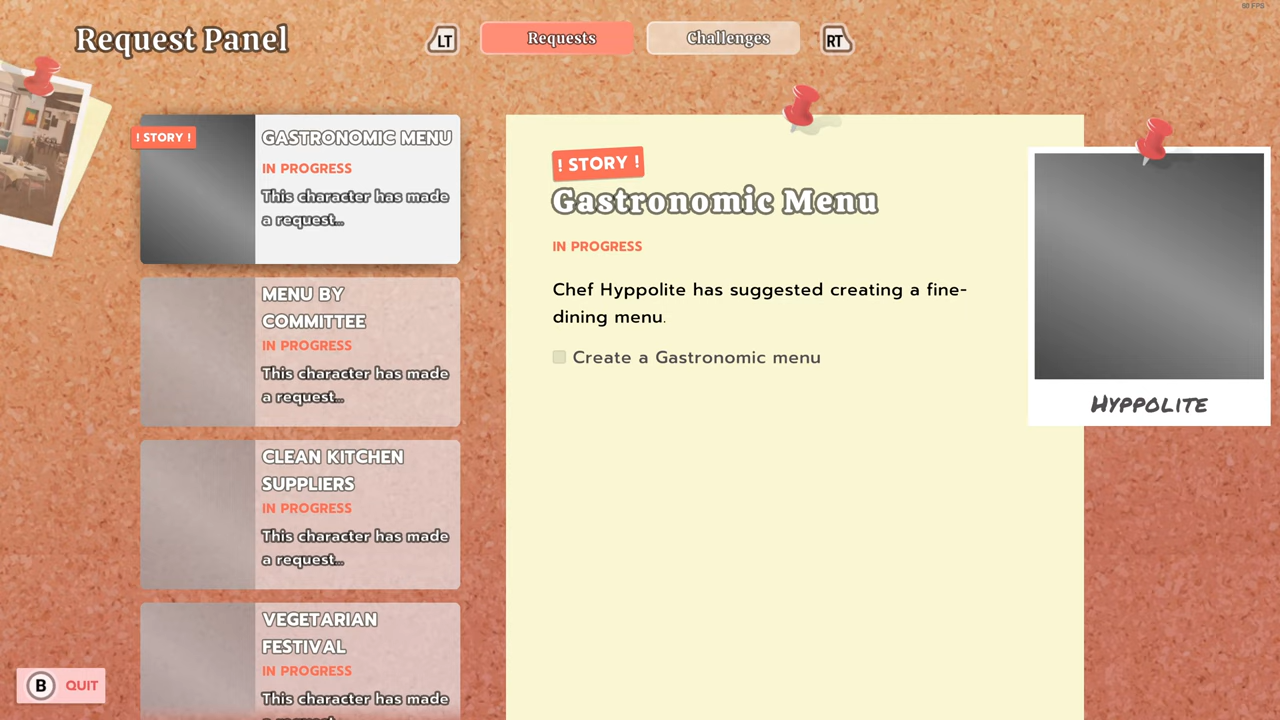 60 FPS
Request Panel
LT
Requests
Challenges
RT
! STORY !
GASTRONOMIC MENU
IN PROGRESS
This character has made
a request...
MENU BY
COMMITTEE
IN PROGRESS
This character has made
a request...
CLEAN KITCHEN
SUPPLIERS
IN PROGRESS
This character has made
a request...
VEGETARIAN
FESTIVAL
IN PROGRESS
This character has made
a request...
! STORY !
Gastronomic Menu
IN PROGRESS
Chef Hyppolite has suggested creating a fine-
dining menu.
Create a Gastronomic menu
HYPPOLITE
B QUIT